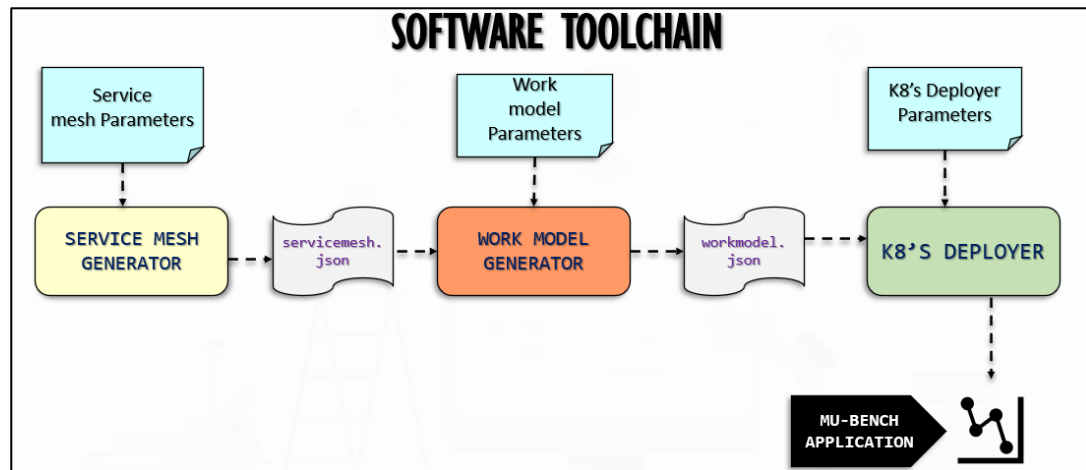 SOFTWARE TOOLCHAIN
Service
mesh Parameters
Work
model
Parameters
K8's Deployer
Parameters
SERVICE MESH
GENERATOR
servicemesh.
json
WORK MODEL
GENERATOR
workmodel.
json
K8’S DEPLOYER
MU-BENCH
APPLICATION